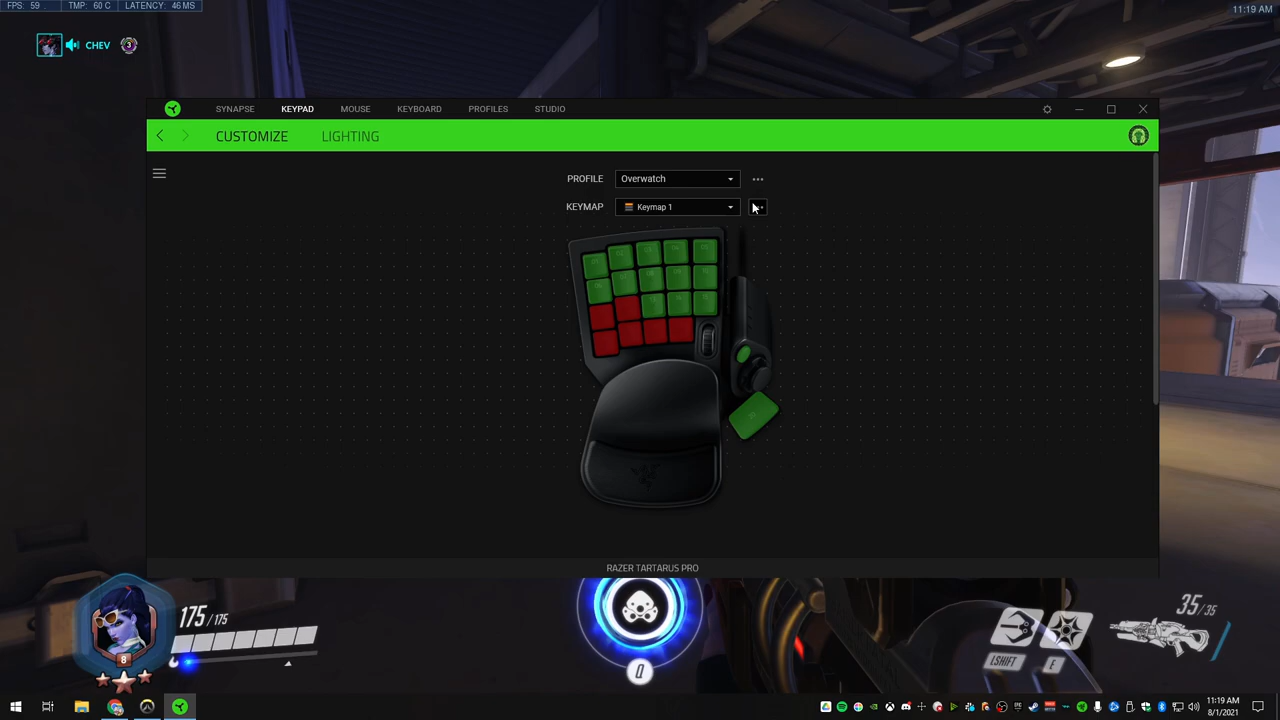 FPS: 59
TMP: 60 C
LATENCY: 46 MS
11:19 AM
CHEV
3
SYNAPSE
KEYPAD
MOUSE
KEYBOARD
PROFILES
STUDIO
CUSTOMIZE
LIGHTING
PROFILE
Overwatch
KEYMAP
Keymap 1
RAZER TARTARUS PRO
175/175
8
Q
LSHIFT
E
35/35
11:19 AM
8/1/2021